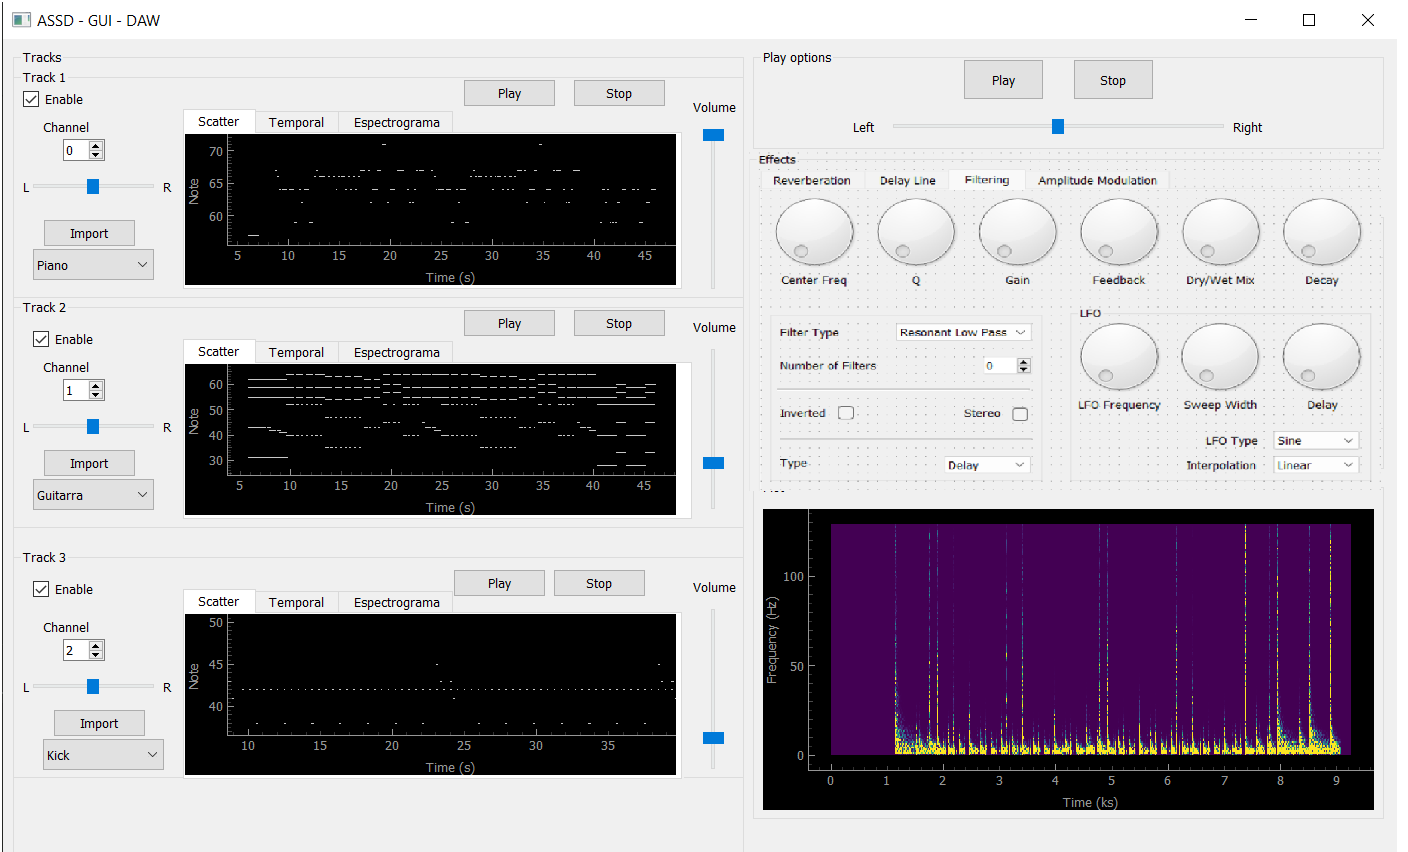 ASSD - GUI - DAW
Tracks
Track 1
Enable
Channel
0
L R
Import
Piano
Play Stop
Volume
Scatter Temporal Espectrograma
70
65
60
Note
5 10 15 20 25 30 35 40 45
Time (s)
Track 2
Enable
Channel
1
L R
Import
Guitarra
Play Stop
Volume
Scatter Temporal Espectrograma
60
50
40
30
Note
5 10 15 20 25 30 35 40 45
Time (s)
Track 3
Enable
Channel
2
L R
Import
Kick
Play Stop
Volume
Scatter Temporal Espectrograma
50
45
40
Note
10 15 20 25 30 35
Time (s)
Play options
Play Stop
Left Right
Effects
Reverberation Delay Line Filtering Amplitude Modulation
Center Freq Q Gain Feedback Dry/Wet Mix Decay
Filter Type Resonant Low Pass
Number of Filters 0
Inverted Stereo
Type Delay
LFO
LFO Frequency Sweep Width Delay
LFO Type Sine
Interpolation Linear
100
50
0
Frequency (Hz)
0 1 2 3 4 5 6 7 8 9
Time (ks)